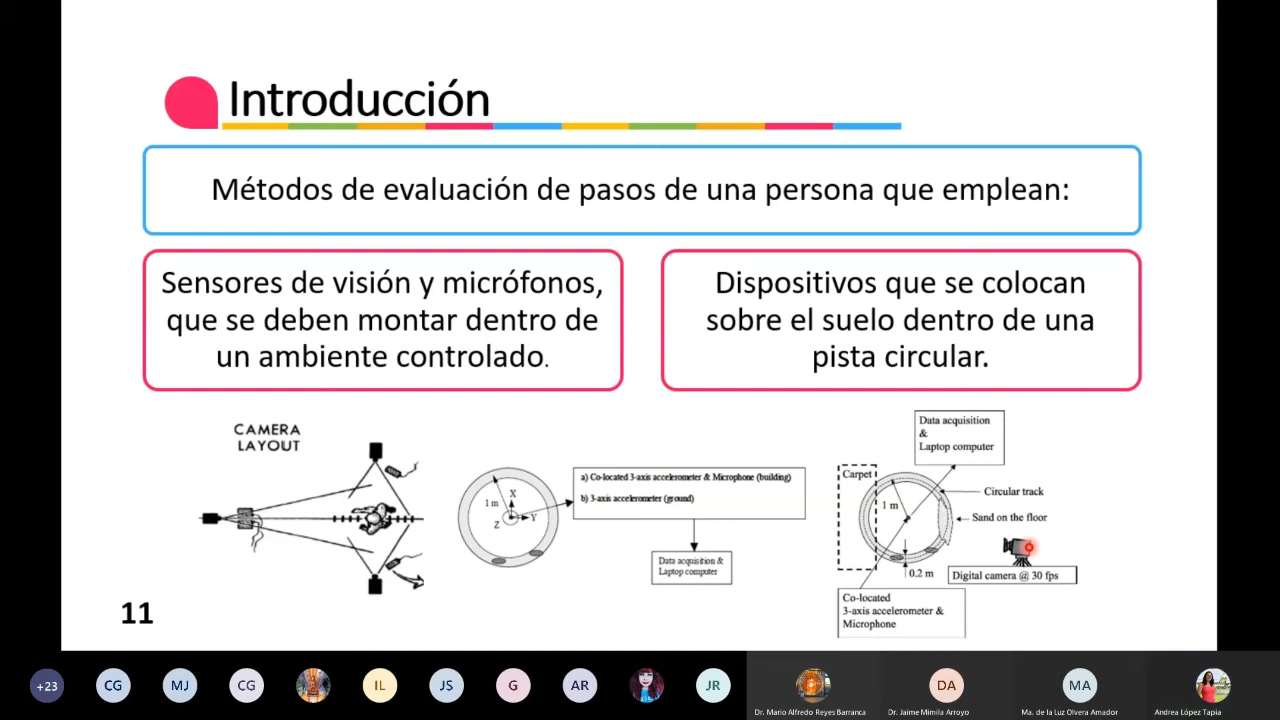 Introducción
Métodos de evaluación de pasos de una persona que emplean:
Sensores de visión y micrófonos,
que se deben montar dentro de
un ambiente controlado.
Dispositivos que se colocan
sobre el suelo dentro de una
pista circular.
CAMERA
LAYOUT
1 m
X
Y
Z
a) Co-located 3-axis accelerometer & Microphone (building)
b) 3-axis accelerometer (ground)
Data acquisition &
Laptop computer
Data acquisition
&
Laptop computer
Carpet
1 m
Circular track
Sand on the floor
0.2 m
Digital camera @ 30 fps
Co-located
3-axis accelerometer &
Microphone
11
+23
CG
MJ
CG
IL
JS
G
AR
JR
DA
MA
Dr. Mario Alfredo Reyes Barranca
Dr. Jaime Mimila Arroyo
Ma. de la Luz Olvera Amador
Andrea López Tapia